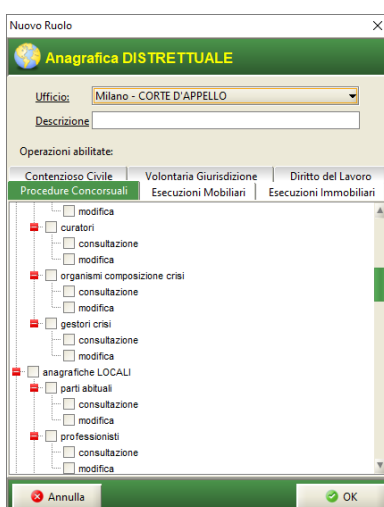 Nuovo Ruolo
Anagrafica DISTRETTUALE
Ufficio: Milano - CORTE D'APPELLO
Descrizione
Operazioni abilitate:
Contenzioso Civile Volontaria Giurisdizione Diritto del Lavoro
Procedure Concorsuali Esecuzioni Mobiliari Esecuzioni Immobiliari
modifica
curatori
consultazione
modifica
organismi composizione crisi
consultazione
modifica
gestori crisi
consultazione
modifica
anagrafiche LOCALI
parti abituali
consultazione
modifica
professionisti
consultazione
modifica
Annulla OK